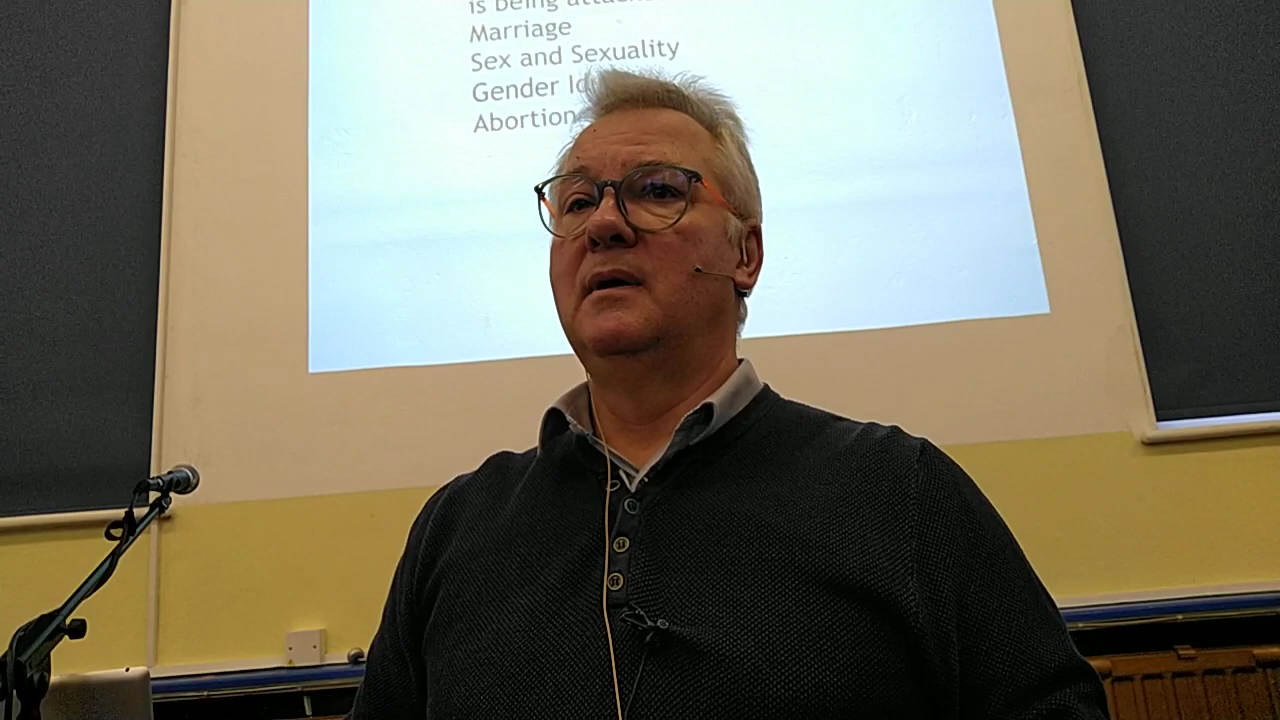 is being
Marriage
Sex and Sexuality
Gender
Abortion